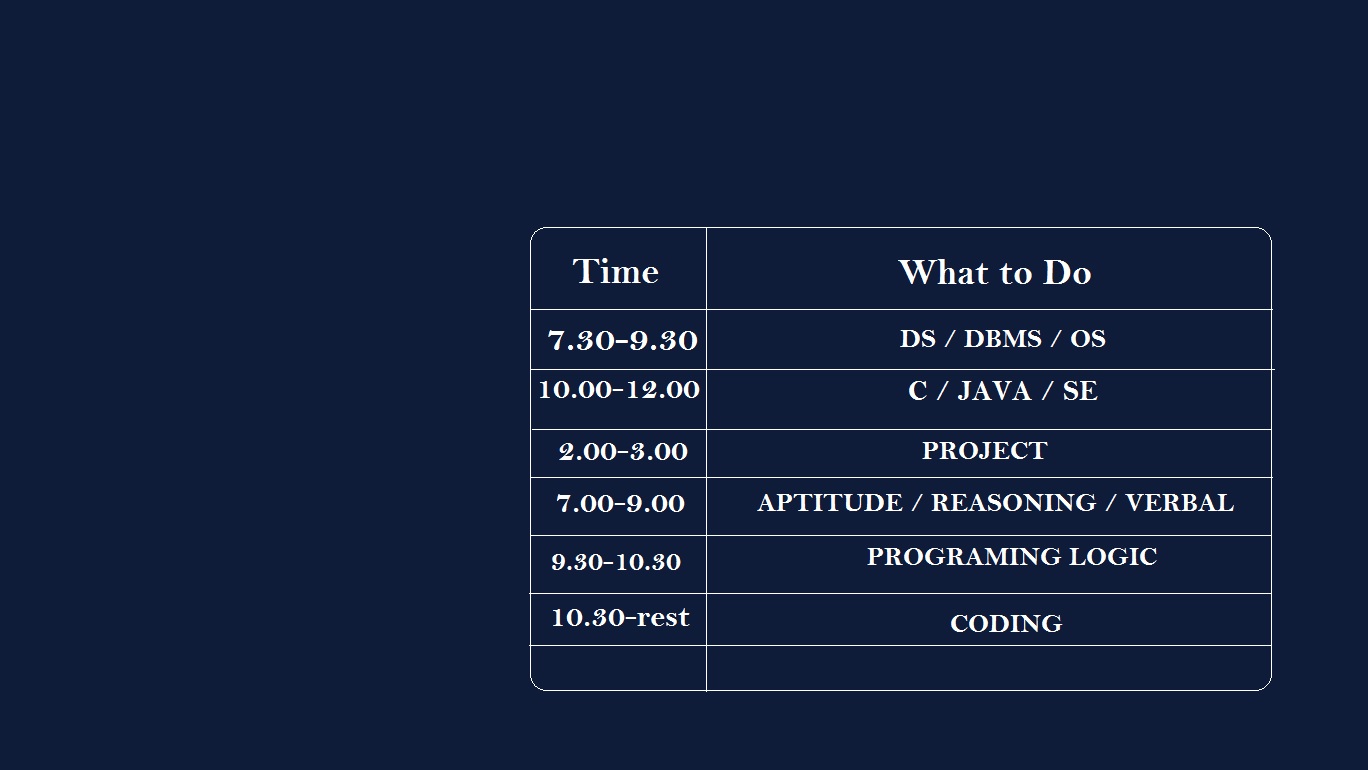 Time What to Do
7.30-9.30 DS / DBMS / OS
10.00-12.00 C / JAVA / SE
2.00-3.00 PROJECT
7.00-9.00 APTITUDE / REASONING / VERBAL
9.30-10.30 PROGRAMING LOGIC
10.30-rest CODING